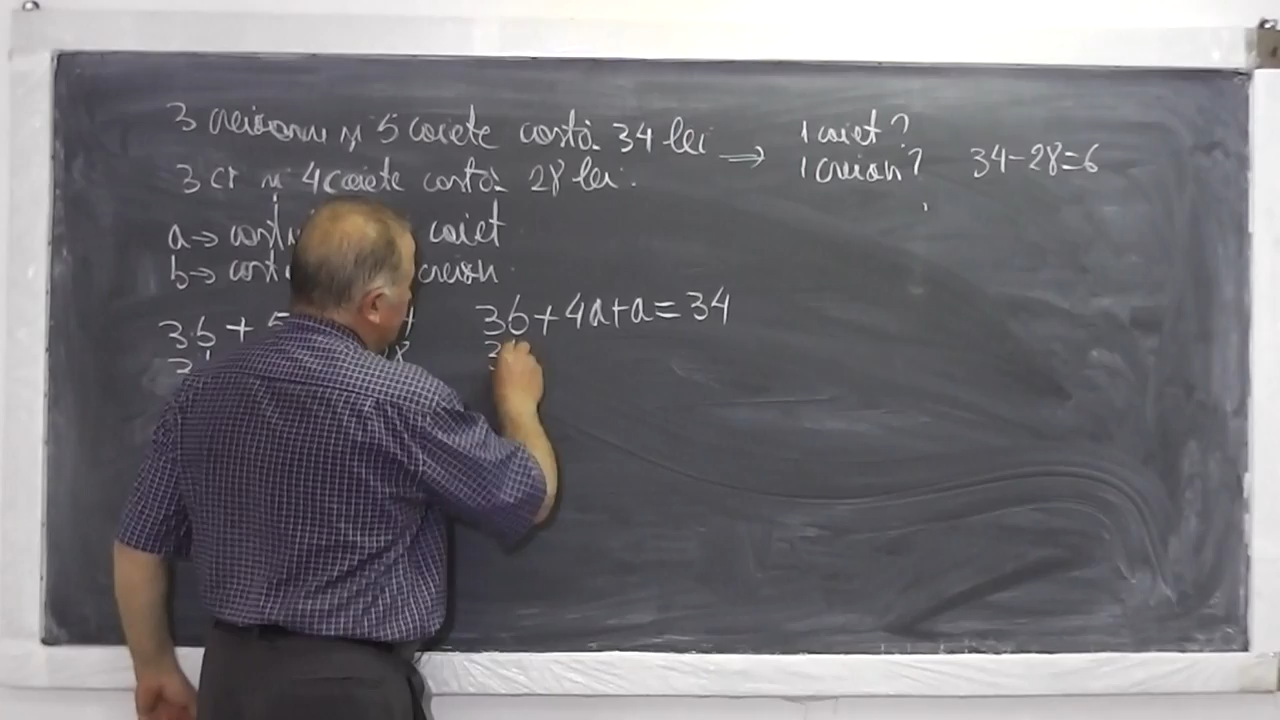 3 creioane și 5 caiete costă 34 lei ⟹ 1 caiet?
1 creion? 34-28=6
3 cr și 4 caiete costă 28 lei.
a→ caiet
b→ creion
3·b + 5
3b+4a+a=34